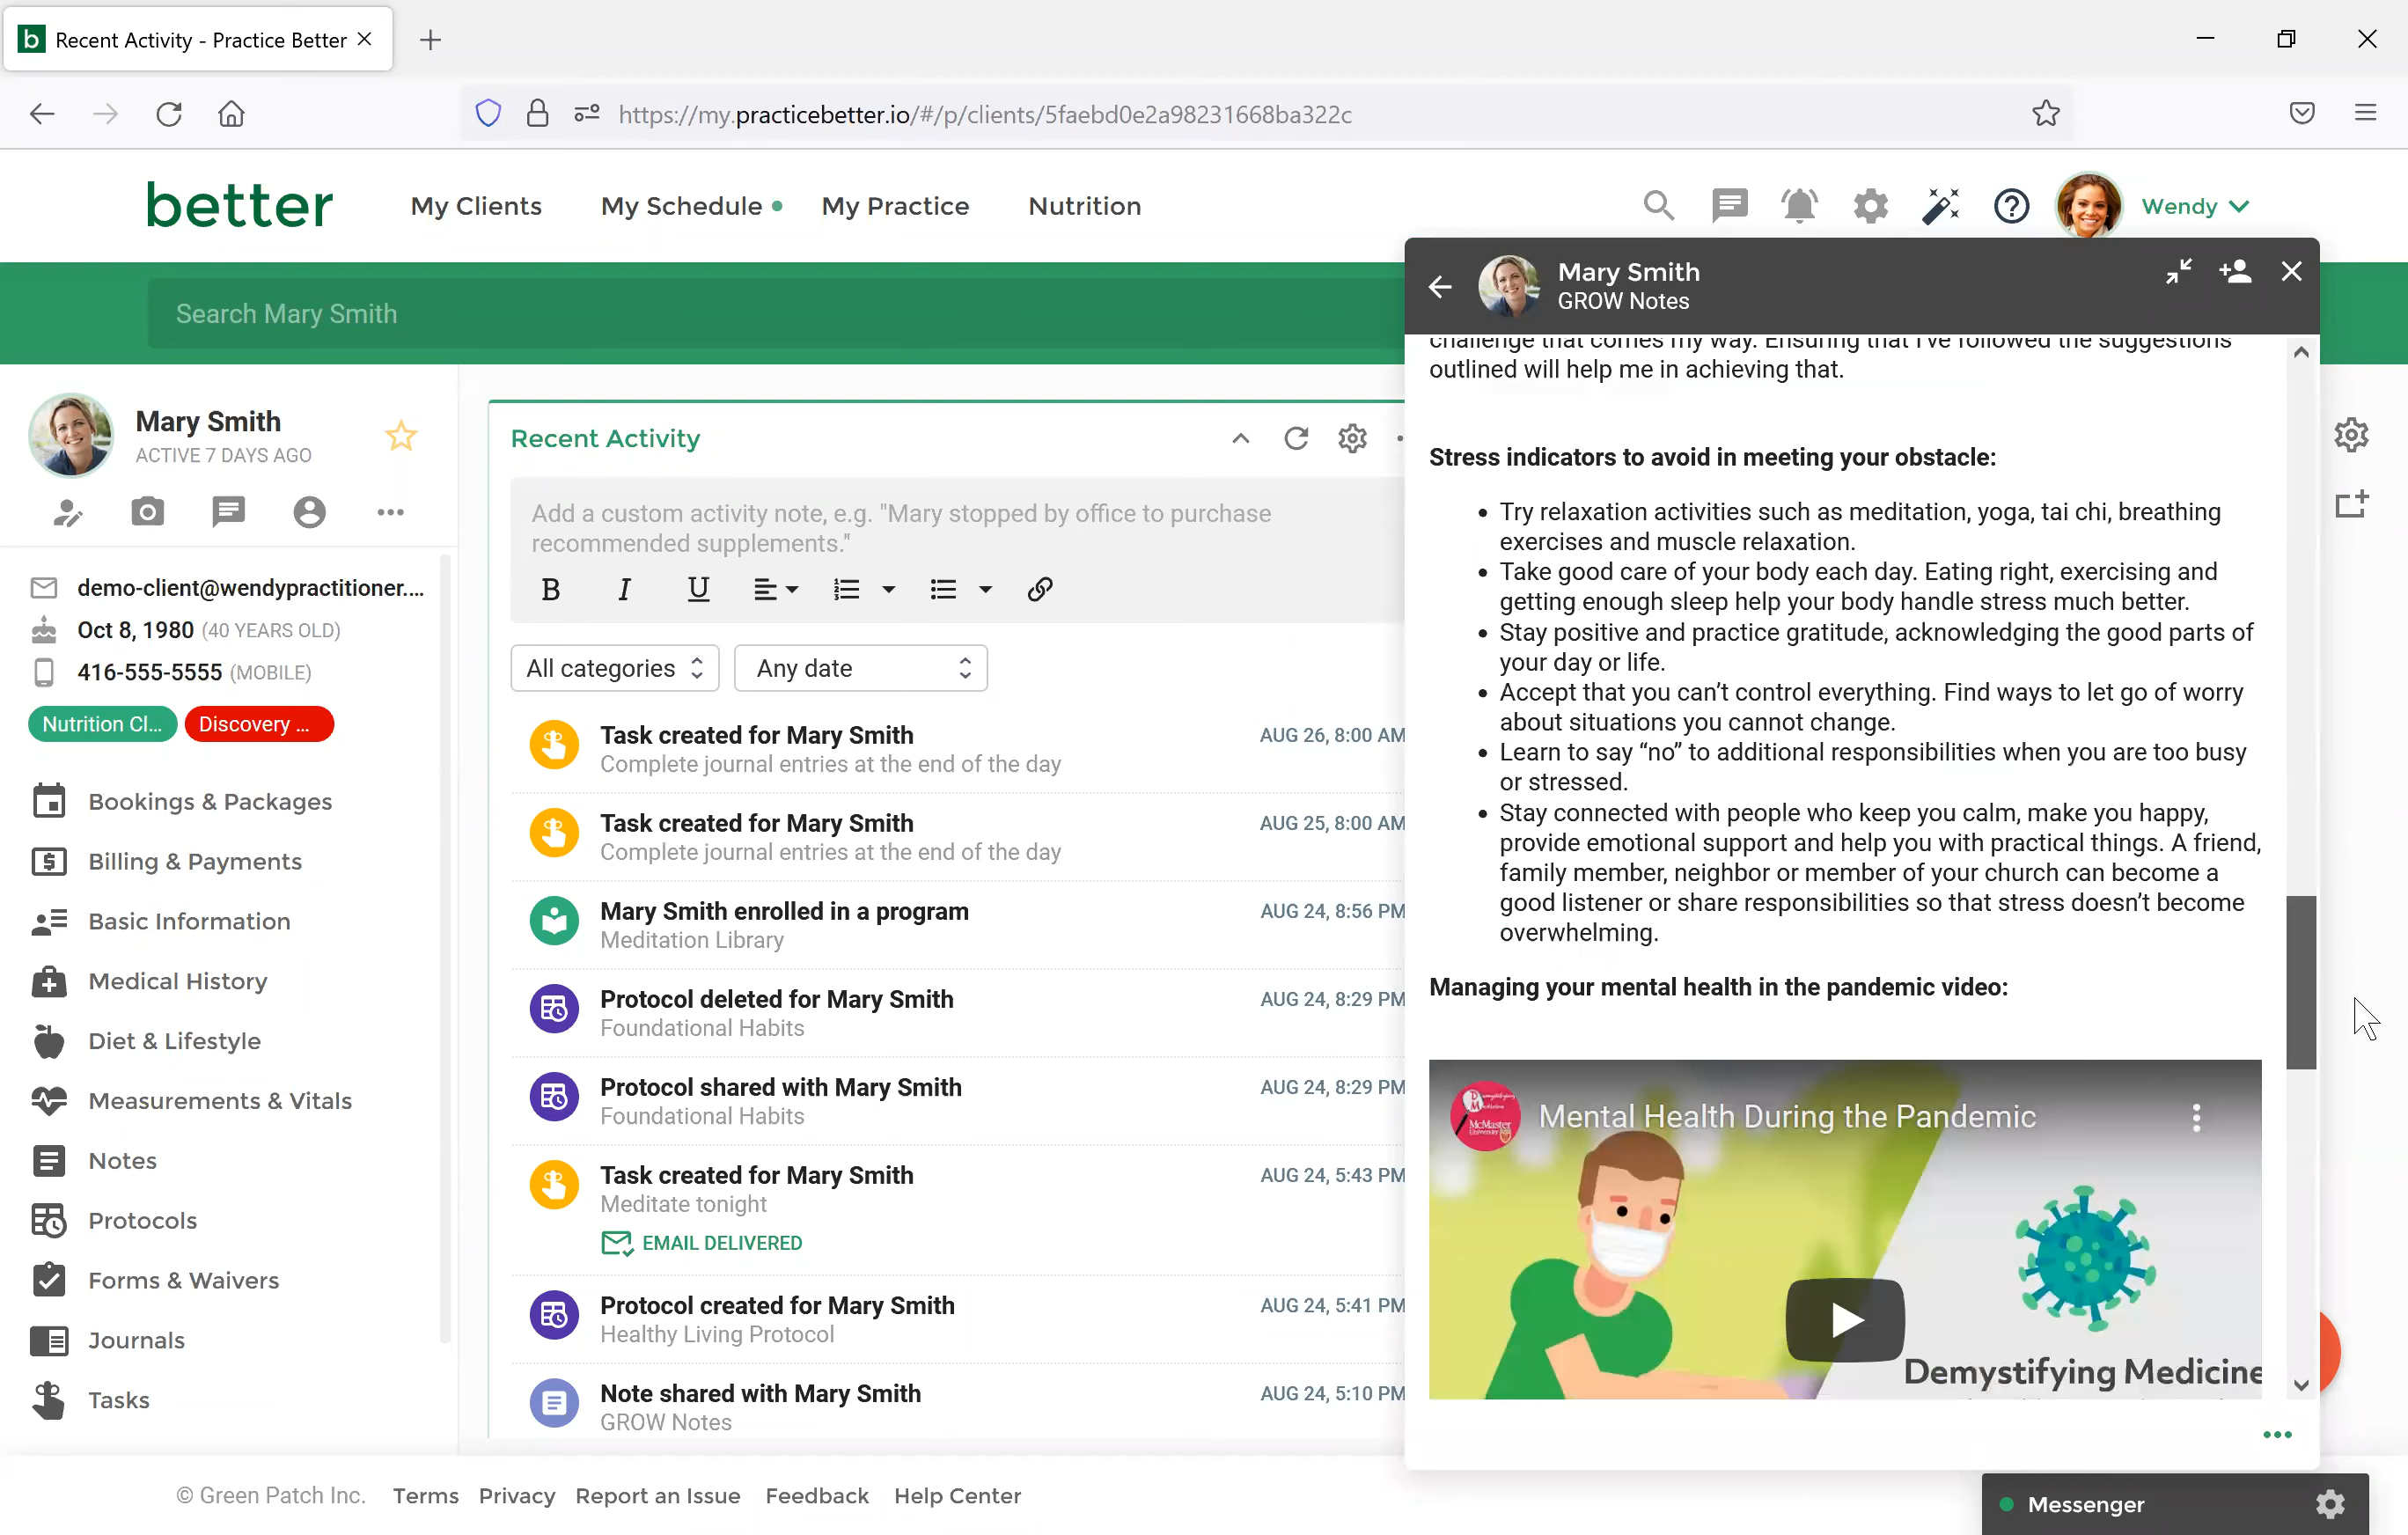 b Recent Activity - Practice Better
https://my.practicebetter.io/#/p/clients/5faebd0e2a98231668ba322c
better My Clients My Schedule My Practice Nutrition Wendy
Search Mary Smith
Mary Smith
ACTIVE 7 DAYS AGO
demo-client@wendypractitioner....
Oct 8, 1980 (40 YEARS OLD)
416-555-5555 (MOBILE)
Nutrition Cl... Discovery ...
Bookings & Packages
Billing & Payments
Basic Information
Medical History
Diet & Lifestyle
Measurements & Vitals
Notes
Protocols
Forms & Waivers
Journals
Tasks
Recent Activity
Add a custom activity note, e.g. "Mary stopped by office to purchase
recommended supplements."
B I U
All categories Any date
Task created for Mary Smith AUG 26, 8:00 AM
Complete journal entries at the end of the day
Task created for Mary Smith AUG 25, 8:00 AM
Complete journal entries at the end of the day
Mary Smith enrolled in a program AUG 24, 8:56 PM
Meditation Library
Protocol deleted for Mary Smith AUG 24, 8:29 PM
Foundational Habits
Protocol shared with Mary Smith AUG 24, 8:29 PM
Foundational Habits
Task created for Mary Smith AUG 24, 5:43 PM
Meditate tonight
EMAIL DELIVERED
Protocol created for Mary Smith AUG 24, 5:41 PM
Healthy Living Protocol
Note shared with Mary Smith AUG 24, 5:10 PM
GROW Notes
Mary Smith
GROW Notes
challenge that comes my way. Ensuring that I've followed the suggestions
outlined will help me in achieving that.
Stress indicators to avoid in meeting your obstacle:
• Try relaxation activities such as meditation, yoga, tai chi, breathing
exercises and muscle relaxation.
• Take good care of your body each day. Eating right, exercising and
getting enough sleep help your body handle stress much better.
• Stay positive and practice gratitude, acknowledging the good parts of
your day or life.
• Accept that you can’t control everything. Find ways to let go of worry
about situations you cannot change.
• Learn to say “no” to additional responsibilities when you are too busy
or stressed.
• Stay connected with people who keep you calm, make you happy,
provide emotional support and help you with practical things. A friend,
family member, neighbor or member of your church can become a
good listener or share responsibilities so that stress doesn’t become
overwhelming.
Managing your mental health in the pandemic video:
McMaster
University
Mental Health During the Pandemic
Demystifying Medicine
© Green Patch Inc. Terms Privacy Report an Issue Feedback Help Center
Messenger